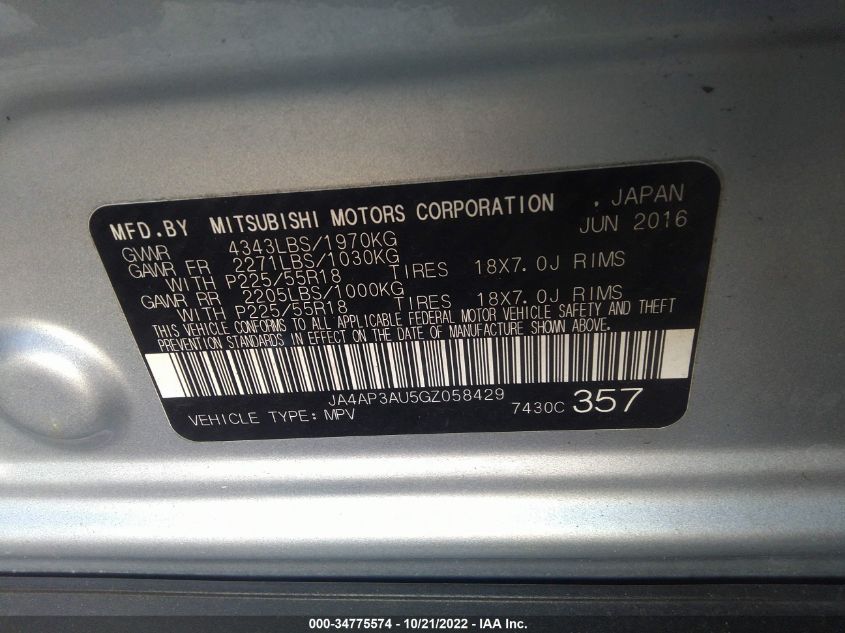 MFD.BY MITSUBISHI MOTORS CORPORATION . JAPAN
JUN 2016
GVWR 4343LBS/1970KG
GAWR FR 2271LBS/1030KG
WITH P225/55R18 TIRES 18X7.0J RIMS
GAWR RR 2205LBS/1000KG
WITH P225/55R18 TIRES 18X7.0J RIMS
THIS VEHICLE CONFORMS TO ALL APPLICABLE FEDERAL MOTOR VEHICLE SAFETY AND THEFT
PREVENTION STANDARDS IN EFFECT ON THE DATE OF MANUFACTURE SHOWN ABOVE.
JA4AP3AU5GZ058429
VEHICLE TYPE: MPV 7430C 357
000-34775574 / 10/21/2022 - IAA Inc.